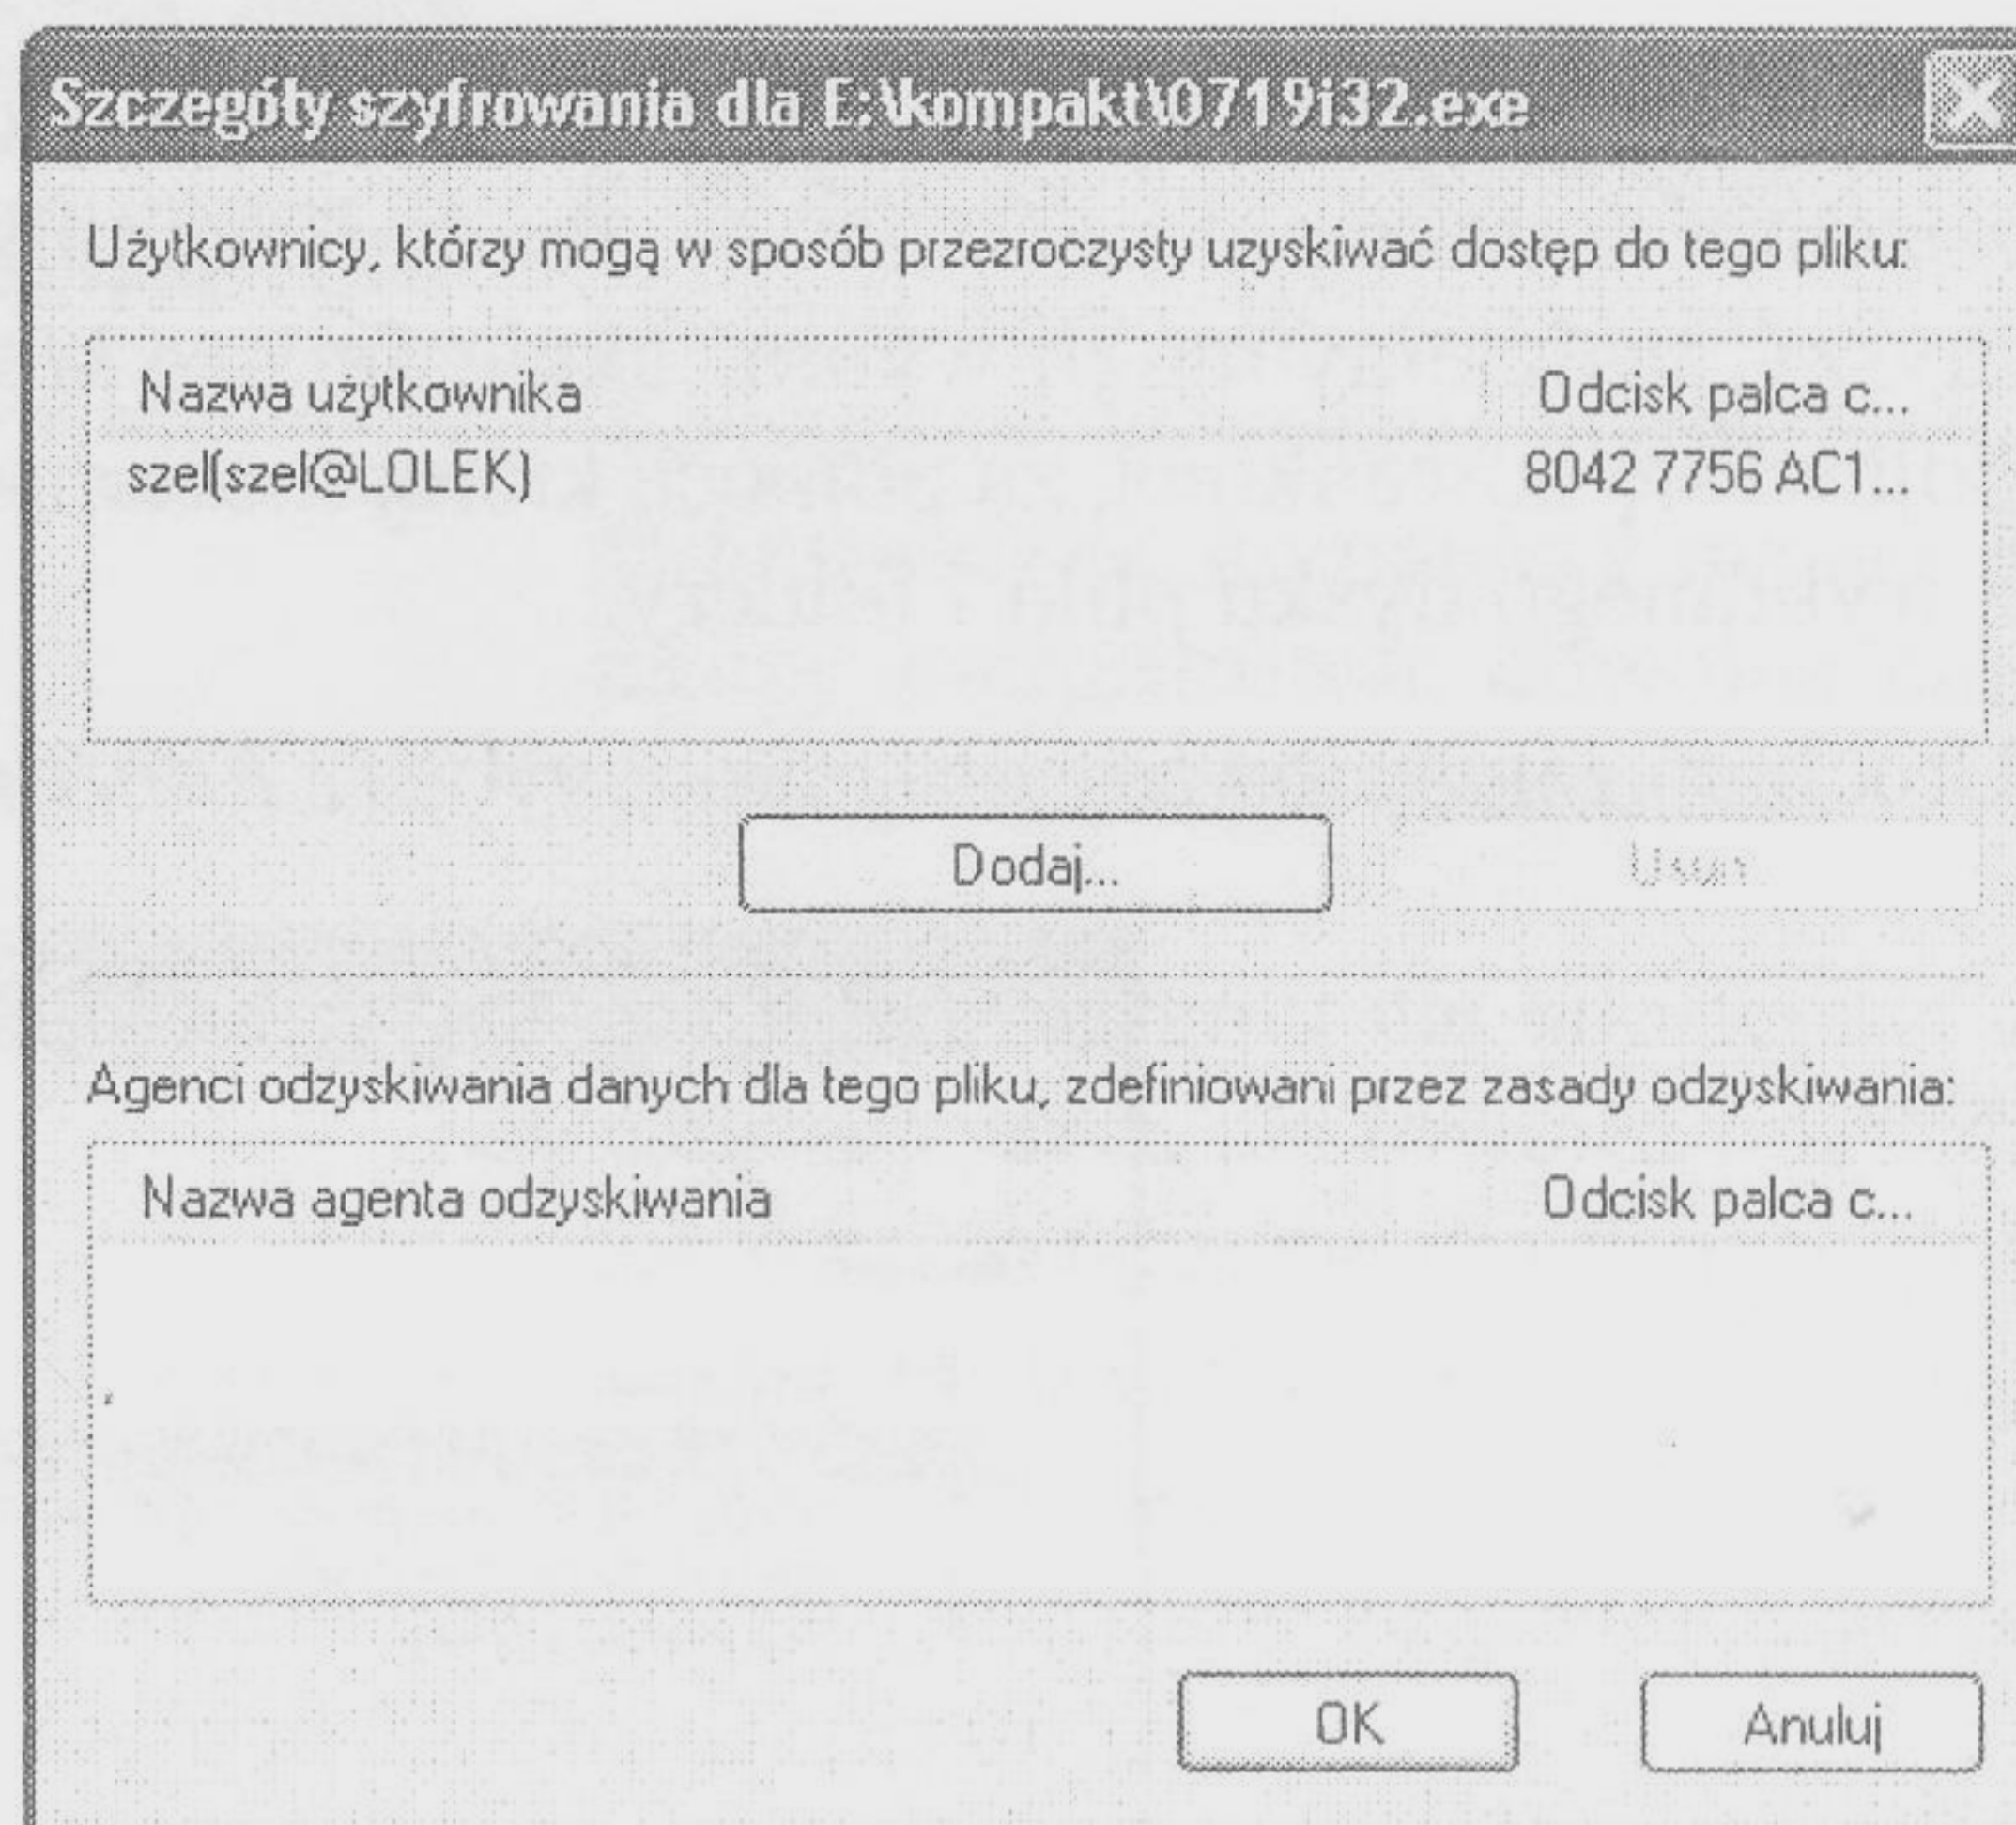 Szczegóły szyfrowania dla E:\kompakt\0719i32.exe
Użytkownicy, którzy mogą w sposób przezroczysty uzyskiwać dostęp do tego pliku:
Nazwa użytkownika Odcisk palca c...
szel(szel@LOLEK) 8042 7756 AC1...
Dodaj... Usuń
Agenci odzyskiwania danych dla tego pliku, zdefiniowani przez zasady odzyskiwania:
Nazwa agenta odzyskiwania Odcisk palca c...
OK Anuluj